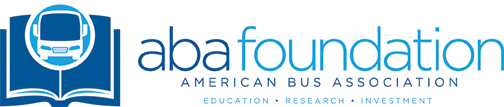 aba foundation
AMERICAN BUS ASSOCIATION
EDUCATION • RESEARCH • INVESTMENT